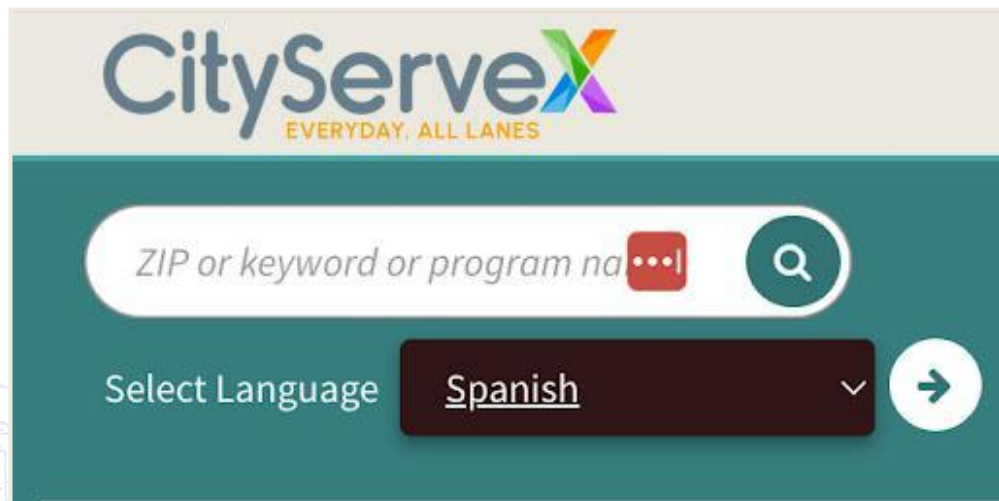 CityServeX
EVERYDAY, ALL LANES
ZIP or keyword or program na
Select Language Spanish